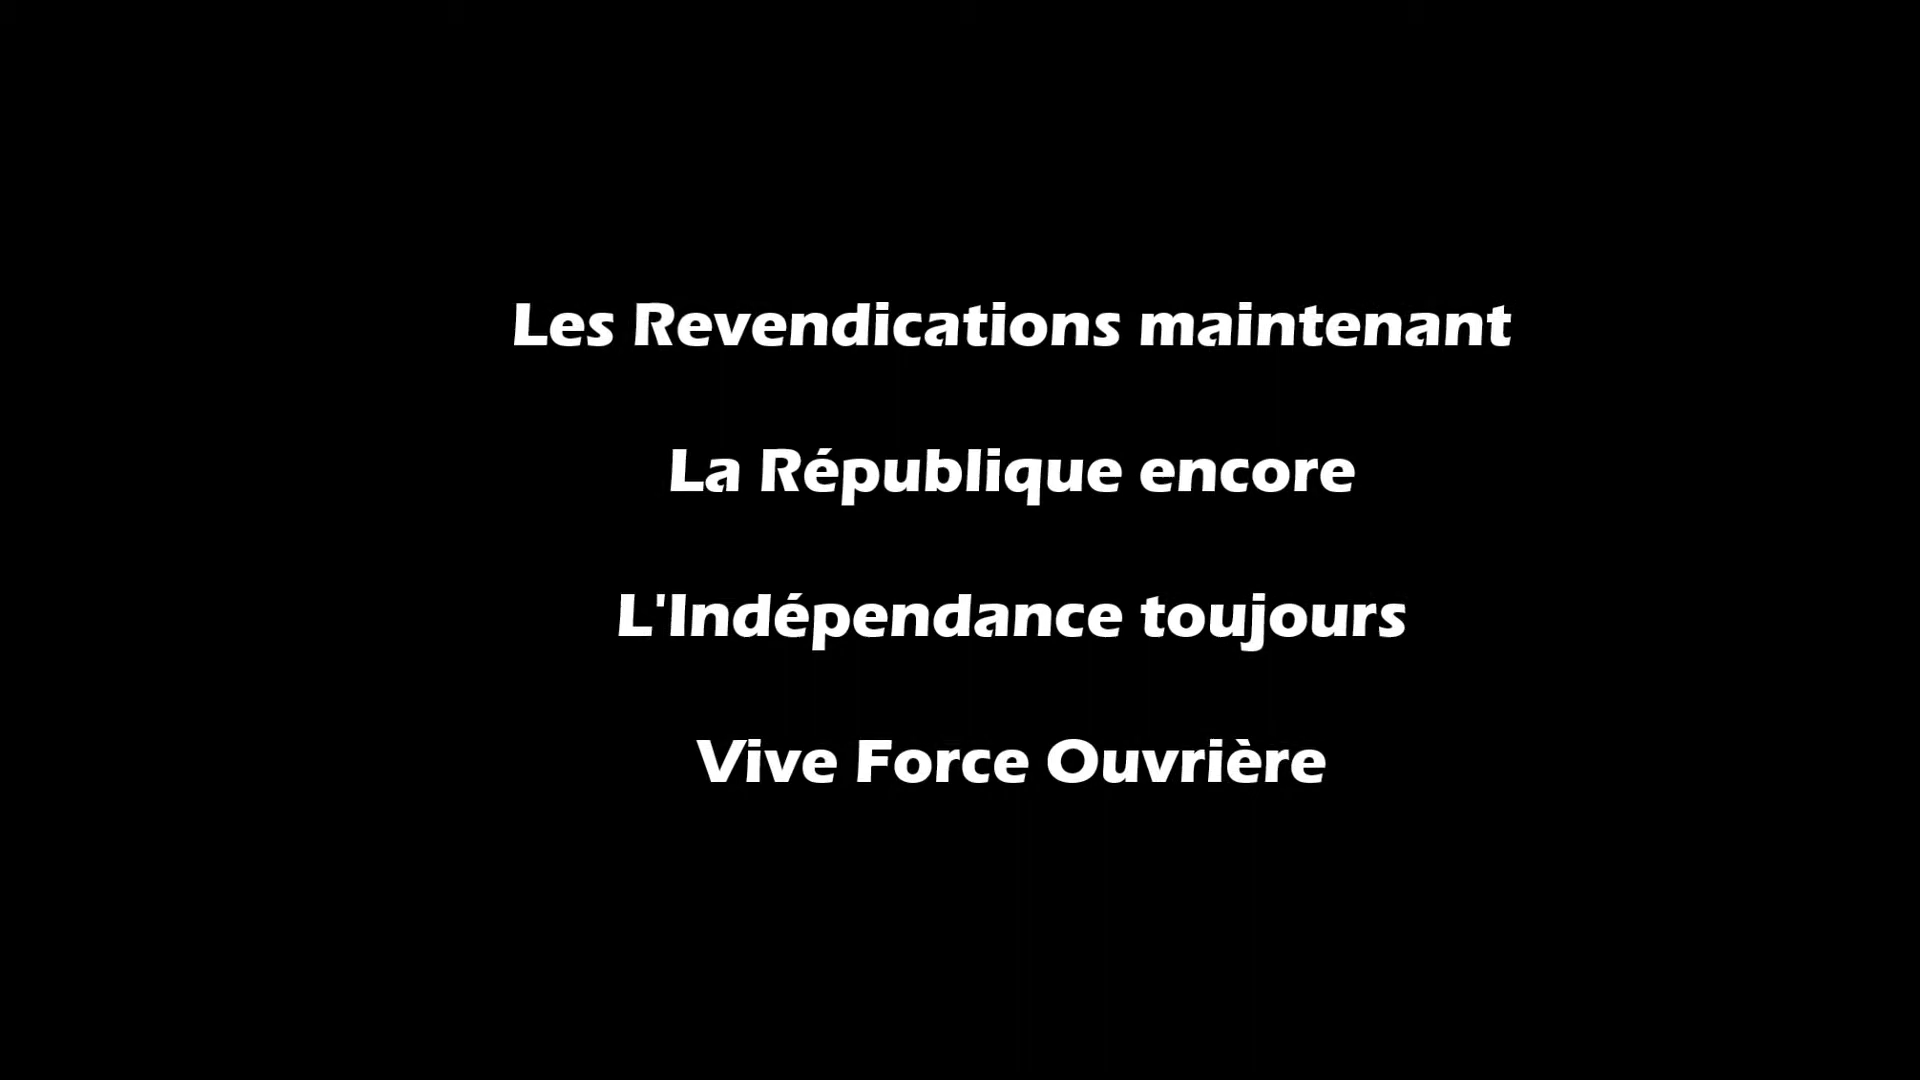 Les Revendications maintenant
La République encore
L'Indépendance toujours
Vive Force Ouvrière